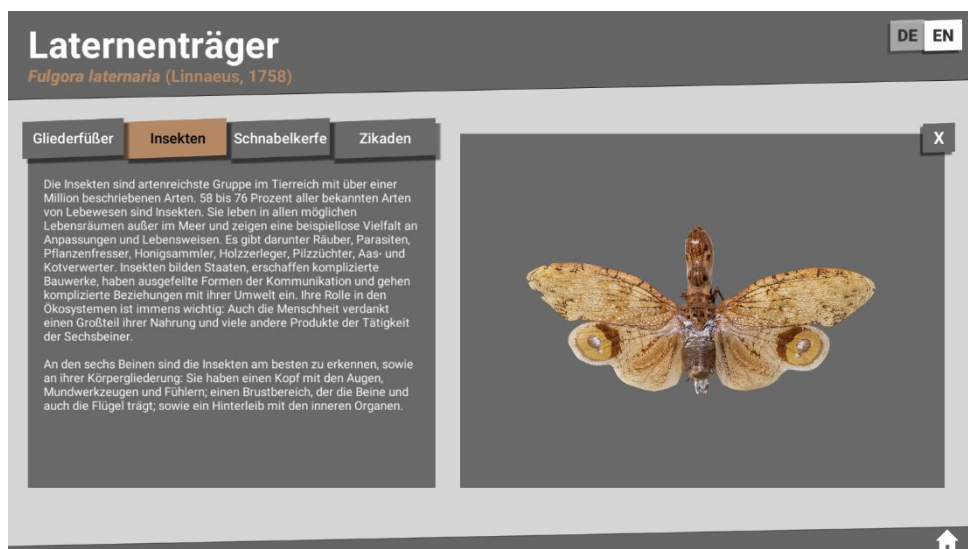 Laternenträger
Fulgora laternaria (Linnaeus, 1758)
DE EN
Gliederfüßer Insekten Schnabelkerfe Zikaden
X
Die Insekten sind artenreichste Gruppe im Tierreich mit über einer
Million beschriebenen Arten. 58 bis 76 Prozent aller bekannten Arten
von Lebewesen sind Insekten. Sie leben in allen möglichen
Lebensräumen außer im Meer und zeigen eine beispiellose Vielfalt an
Anpassungen und Lebensweisen. Es gibt darunter Räuber, Parasiten,
Pflanzenfresser, Honigsammler, Holzzerleger, Pilzzüchter, Aas- und
Kotverwerter. Insekten bilden Staaten, erschaffen komplizierte
Bauwerke, haben ausgefeilte Formen der Kommunikation und gehen
komplizierte Beziehungen mit ihrer Umwelt ein. Ihre Rolle in den
Ökosystemen ist immens wichtig: Auch die Menschheit verdankt
einen Großteil ihrer Nahrung und viele andere Produkte der Tätigkeit
der Sechsbeiner.
An den sechs Beinen sind die Insekten am besten zu erkennen, sowie
an ihrer Körpergliederung: Sie haben einen Kopf mit den Augen,
Mundwerkzeugen und Fühlern; einen Brustbereich, der die Beine und
auch die Flügel trägt; sowie ein Hinterleib mit den inneren Organen.